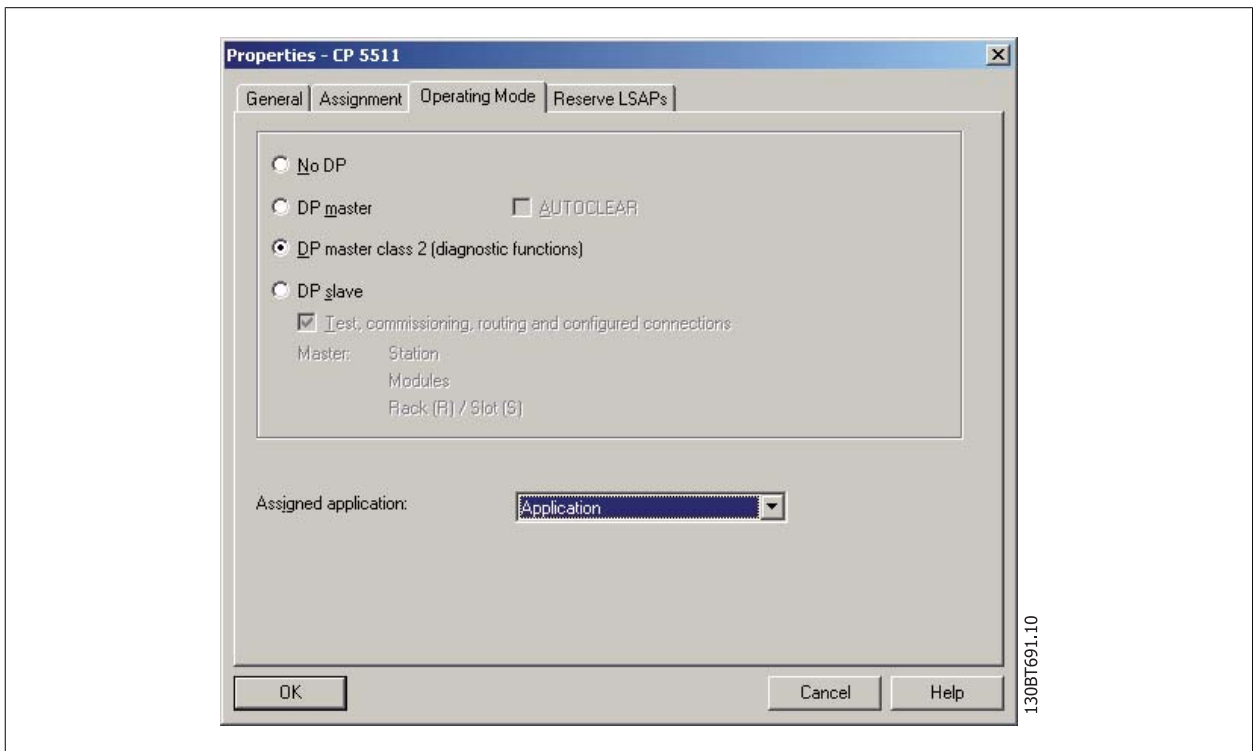 Properties - CP 5511
General Assignment Operating Mode Reserve LSAPs
No DP
DP master AUTOCLEAR
DP master class 2 (diagnostic functions)
DP slave
Test, commissioning, routing and configured connections
Master: Station
Modules
Rack (R) / Slot (S)
Assigned application: Application
OK Cancel Help
130BT691.10